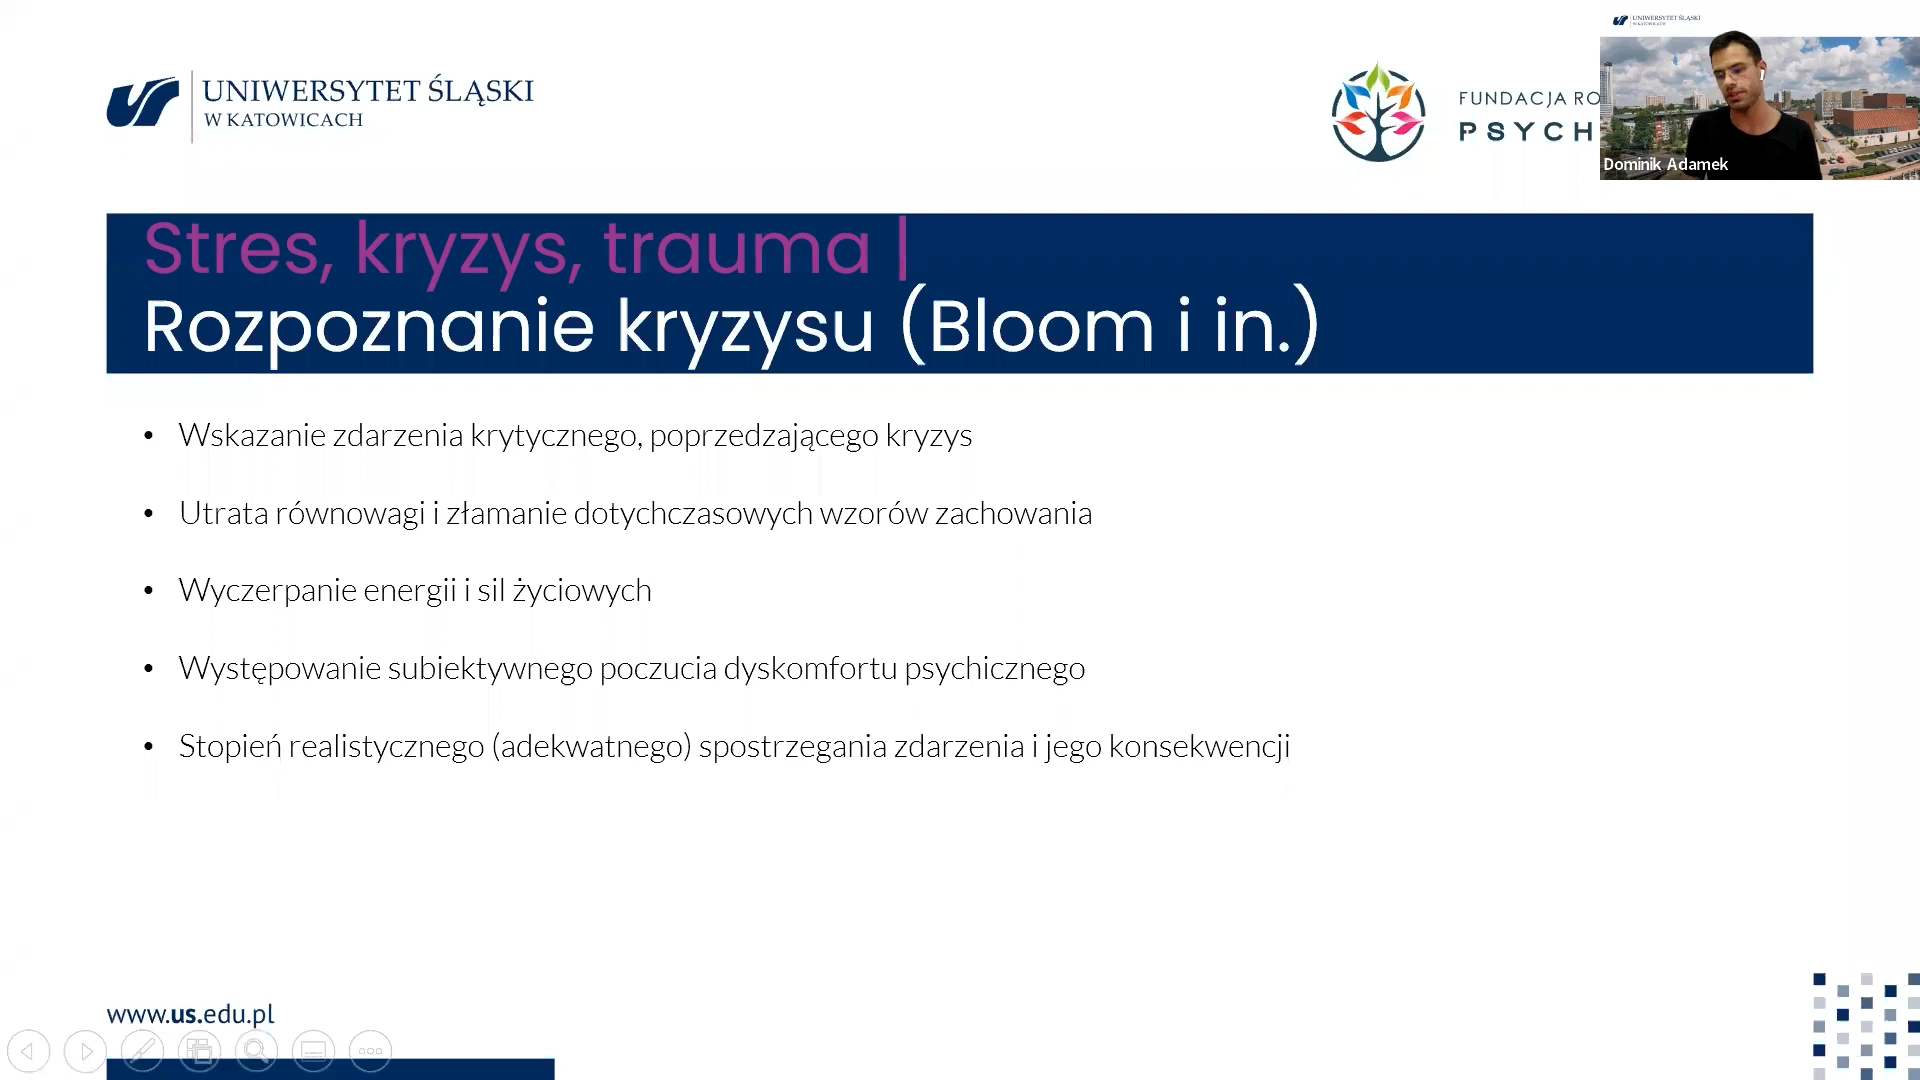 UNIWERSYTET ŚLĄSKI
W KATOWICACH
FUNDACJA RO
PSYCH
UNIWERSYTET ŚLĄSKI
W KATOWICACH
Dominik Adamek
Stres, kryzys, trauma |
Rozpoznanie kryzysu (Bloom i in.)
• Wskazanie zdarzenia krytycznego, poprzedzającego kryzys
• Utrata równowagi i złamanie dotychczasowych wzorów zachowania
• Wyczerpanie energii i sil życiowych
• Występowanie subiektywnego poczucia dyskomfortu psychicznego
• Stopień realistycznego (adekwatnego) spostrzegania zdarzenia i jego konsekwencji
www.us.edu.pl